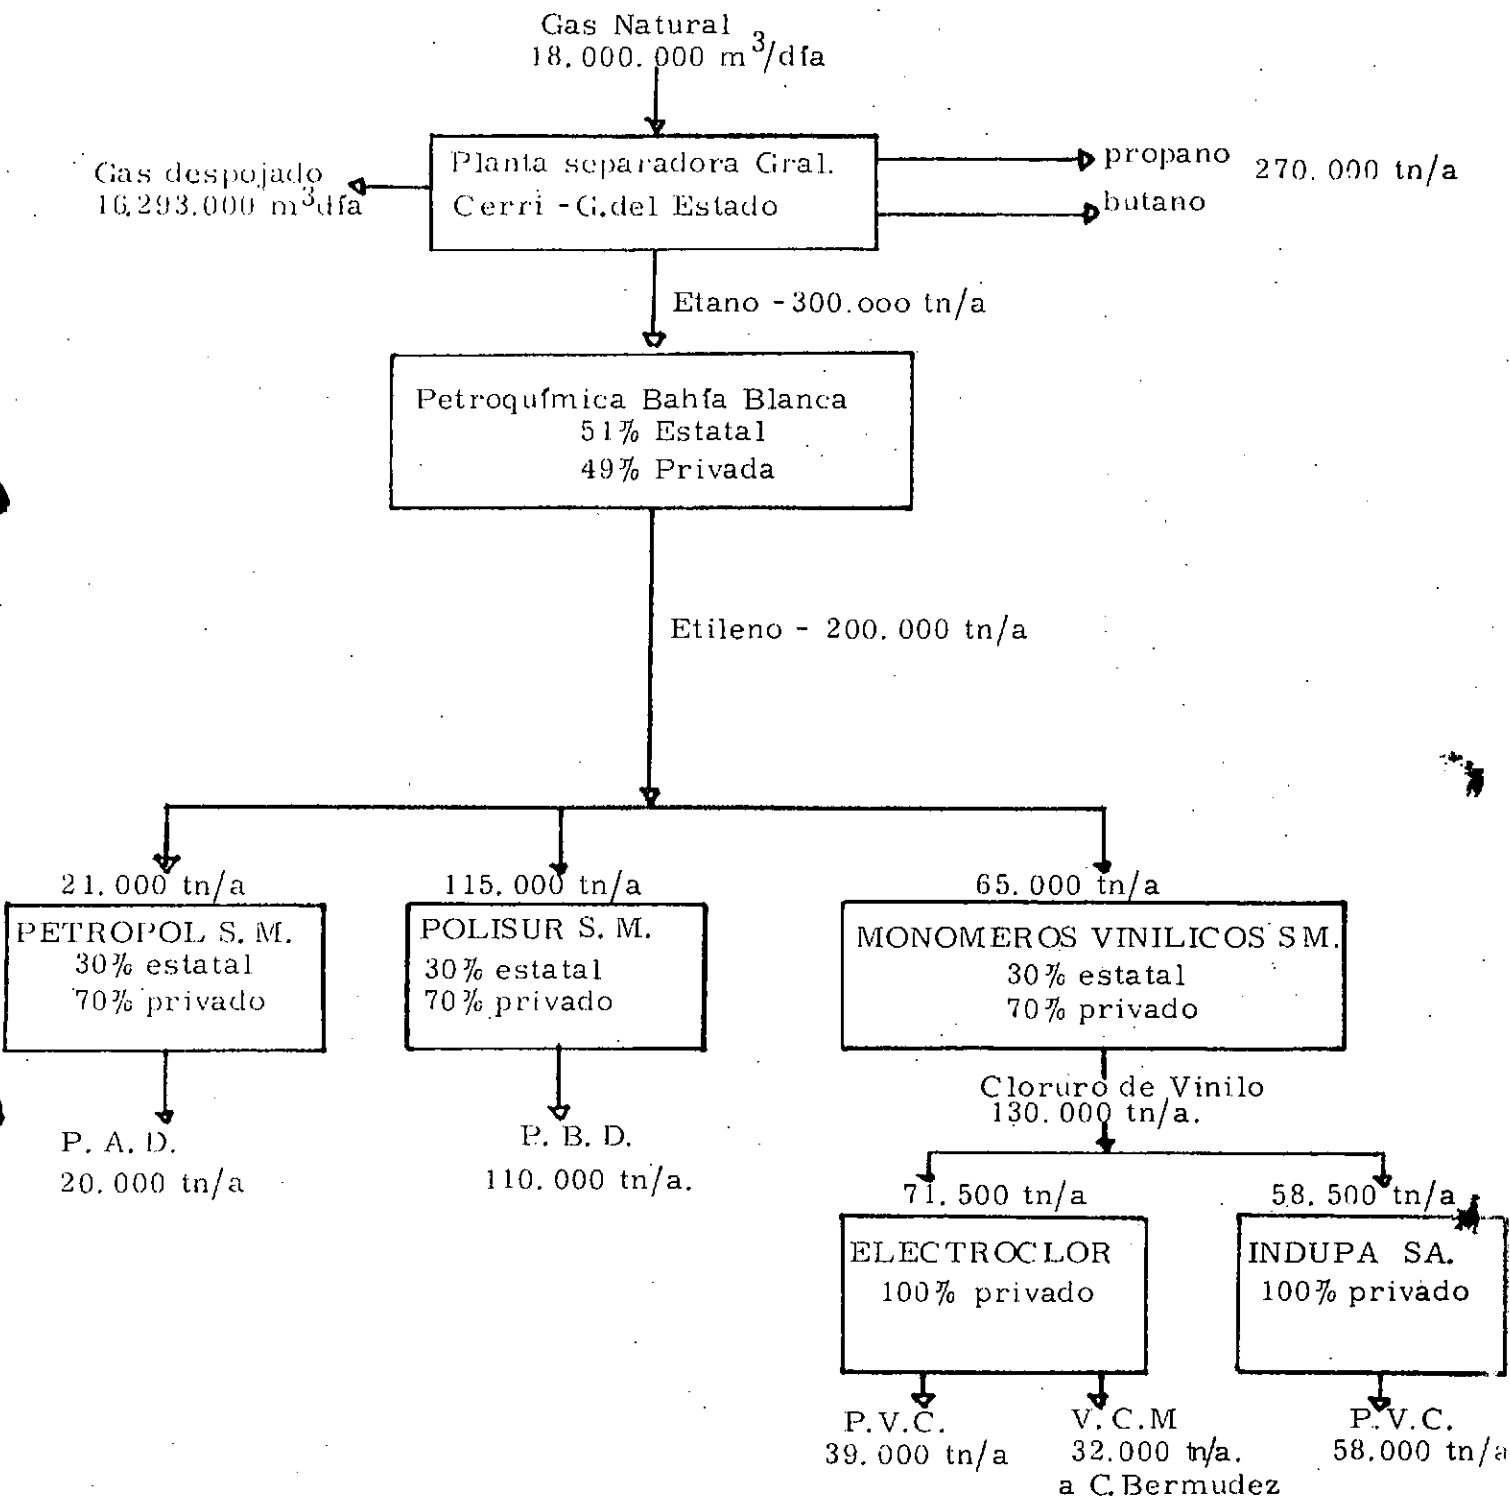 Gas Natural
18.000.000 m³/día
Gas despojado
16,293.000 m³día
Planta separadora Gral.
Cerri - G.del Estado
propano
270.000 tn/a
butano
Etano - 300.ooo tn/a
Petroquímica Bahía Blanca
51% Estatal
49% Privada
Etileno - 200.000 tn/a
21.000 tn/a
PETROPOL S. M.
30% estatal
70% privado
P. A. D.
20.000 tn/a
115.000 tn/a
POLISUR S. M.
30% estatal
70% privado
P. B. D.
110.000 tn/a.
65.000 tn/a
MONOMEROS VINILICOS SM.
30% estatal
70% privado
Cloruro de Vinilo
130.000 tn/a.
71.500 tn/a
ELECTROCLOR
100% privado
P.V.C.
39.000 tn/a
V.C.M
32.000 tn/a.
a C.Bermudez
58.500 tn/a
INDUPA SA.
100% privado
P.V.C.
58.000 tn/a